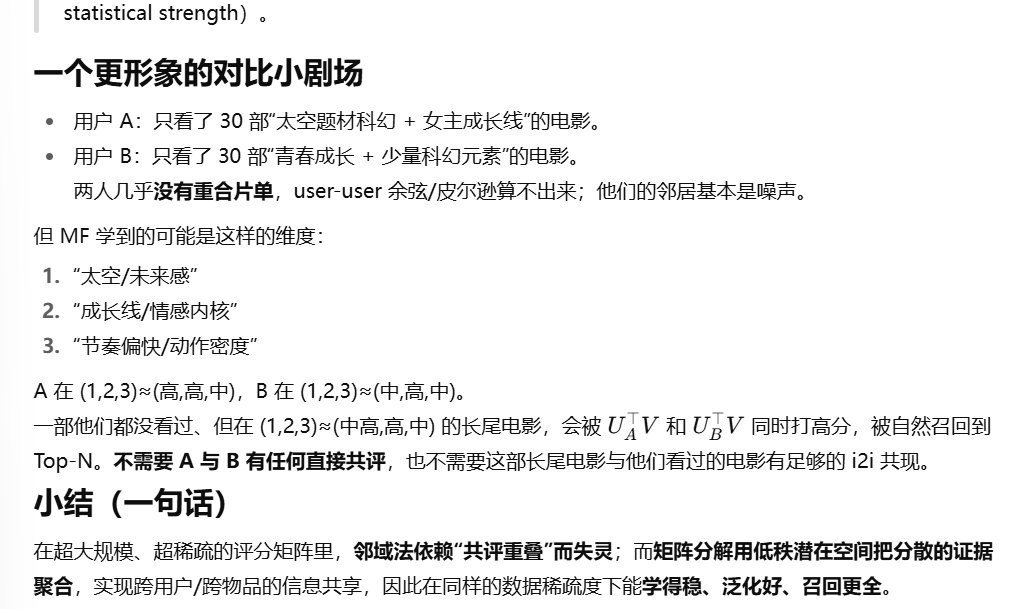 statistical strength）。
一个更形象的对比小剧场
• 用户 A：只看了 30 部“太空题材科幻 + 女主成长线”的电影。
• 用户 B：只看了 30 部“青春成长 + 少量科幻元素”的电影。
两人几乎没有重合片单，user-user 余弦/皮尔逊算不出来；他们的邻居基本是噪声。
但 MF 学到的可能是这样的维度：
1. “太空/未来感”
2. “成长线/情感内核”
3. “节奏偏快/动作密度”
A 在 (1,2,3)≈(高,高,中)，B 在 (1,2,3)≈(中,高,中)。
一部他们都没看过、但在 (1,2,3)≈(中高,高,中) 的长尾电影，会被 $U_A^\top V$ 和 $U_B^\top V$ 同时打高分，被自然召回到
Top-N。不需要 A 与 B 有任何直接共评，也不需要这部长尾电影与他们看过的电影有足够的 i2i 共现。
小结（一句话）
在超大规模、超稀疏的评分矩阵里，邻域法依赖“共评重叠”而失灵；而矩阵分解用低秩潜在空间把分散的证据
聚合，实现跨用户/跨物品的信息共享，因此在同样的数据稀疏度下能学得稳、泛化好、召回更全。